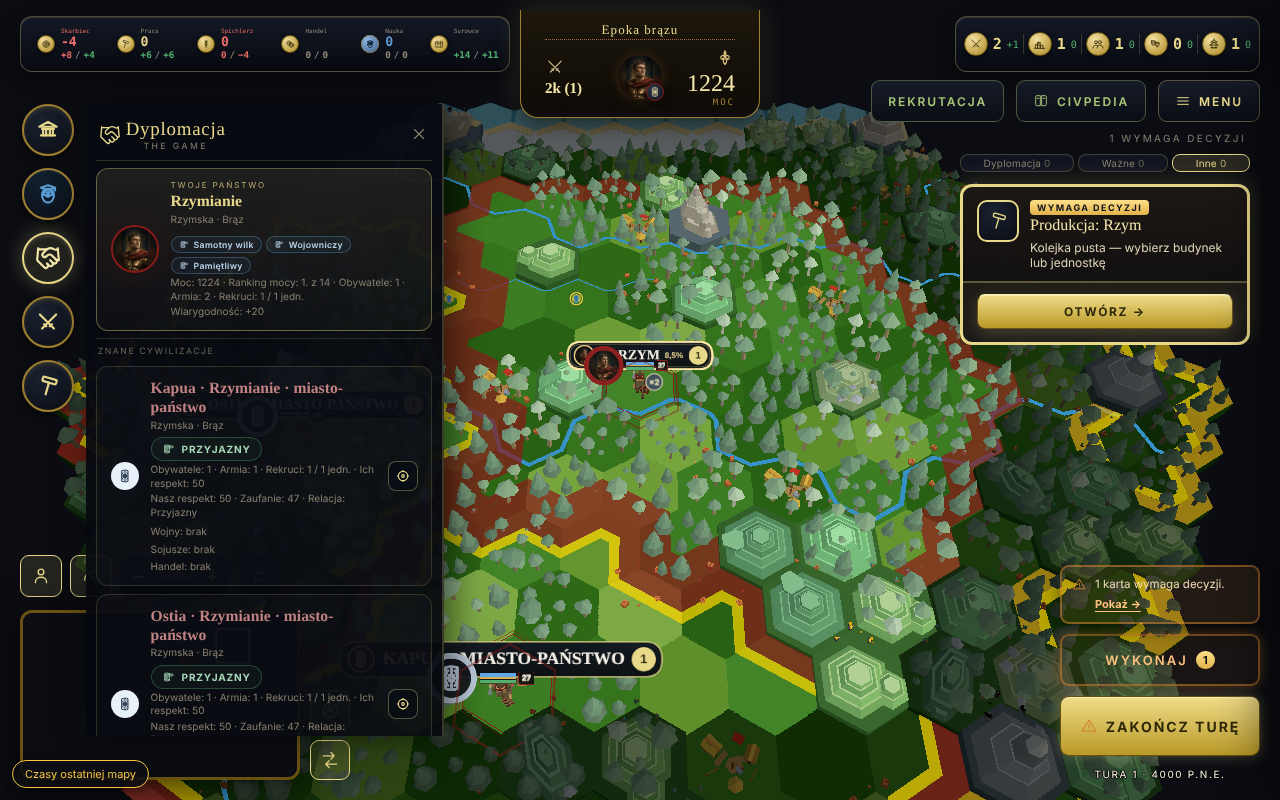 Skarbiec
-4
+8 / +4
Praca
0
+6 / +6
Spichlerz
0
0 / -4
Handel
0 / 0
Nauka
0
0 / 0
Surowce
+14 / +11
Epoka brązu
2k (1)
1224
MOC
2 +1
1 0
1 0
0 0
1 0
REKRUTACJA
CIVPEDIA
MENU
1 WYMAGA DECYZJI
Dyplomacja 0
Ważne 0
Inne 0
WYMAGA DECYZJI
Produkcja: Rzym
Kolejka pusta — wybierz budynek
lub jednostkę
OTWÓRZ →
Dyplomacja
THE GAME
TWOJE PAŃSTWO
Rzymianie
Rzymska · Brąz
Samotny wilk
Wojowniczy
Pamiętliwy
Moc: 1224 · Ranking mocy: 1. z 14 · Obywatele: 1 ·
Armia: 2 · Rekruci: 1 / 1 jedn.
Wiarygodność: +20
ZNANE CYWILIZACJE
Kapua · Rzymianie · miasto-
państwo
Rzymska · Brąz
PRZYJAZNY
Obywatele: 1 · Armia: 1 · Rekruci: 1 / 1 jedn. · Ich
respekt: 50
Nasz respekt: 50 · Zaufanie: 47 · Relacja:
Przyjazny
Wojny: brak
Sojusze: brak
Handel: brak
Ostia · Rzymianie · miasto-
państwo
Rzymska · Brąz
PRZYJAZNY
Obywatele: 1 · Armia: 1 · Rekruci: 1 / 1 jedn. · Ich
respekt: 50
Nasz respekt: 50 · Zaufanie: 47 · Relacja:
RZYM 8,5% 1
27
×2
MIASTO-PAŃSTWO 1
KAPU
27
1 karta wymaga decyzji.
Pokaż →
WYKONAJ 1
ZAKOŃCZ TURĘ
TURA 1 · 4000 P.N.E.
Czasy ostatniej mapy